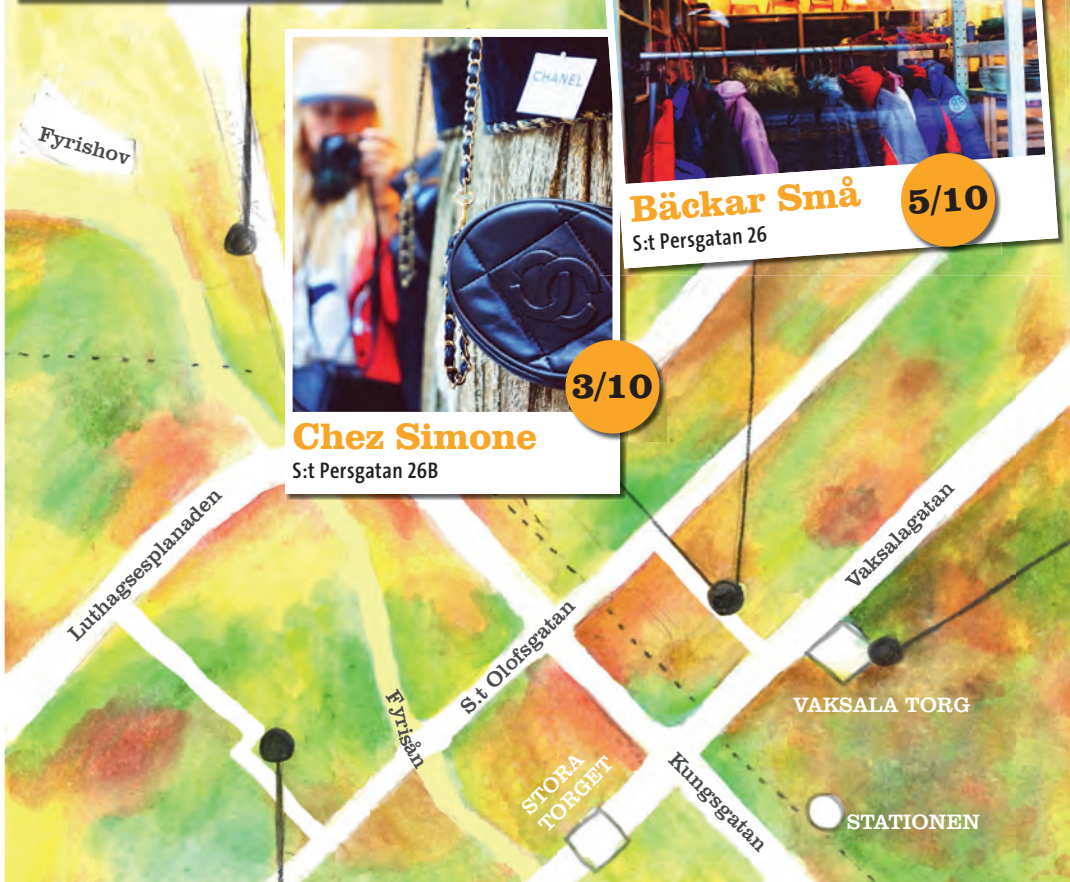 Fyrishov
CHANEL
3/10
Chez Simone
S:t Persgatan 26B
Bäckar Små
5/10
S:t Persgatan 26
Luthagsesplanaden
Fyrisån
S:t Olofsgatan
Vaksalagatan
VAKSALA TORG
STORA
TORGET
Kungsgatan
STATIONEN